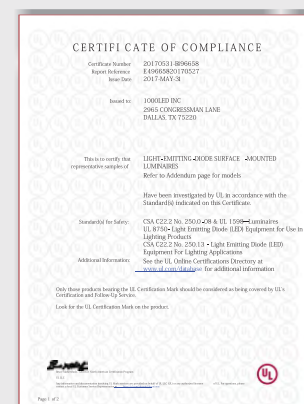 CERTIFICATE OF COMPLIANCE
Certificate Number 20170531-E496658
Report Reference E49665820170527
Issue Date 2017-MAY-31
Issued to: 1000LED INC
2965 CONGRESSMAN LANE
DALLAS, TX 75220
This is to certify that LIGHT-EMITTING-DIODE SURFACE -MOUNTED
representative samples of LUMINAIRES
Refer to Addendum page for models
Have been investigated by UL in accordance with the
Standard(s) indicated on this Certificate.
Standard(s) for Safety: CSA C22.2 No. 250.0-08 & UL 1598—Luminaires
UL 8750- Light Emitting Diode (LED) Equipment for Use in
Lighting Products
CSA C22.2 No. 250.13 - Light Emitting Diode (LED)
Equipment For Lighting Applications
Additional Information: See the UL Online Certifications Directory at
www.ul.com/database for additional information
Only those products bearing the UL Certification Mark should be considered as being covered by UL's
Certification and Follow-Up Service.
Look for the UL Certification Mark on the product.
UL
Page 1 of 2